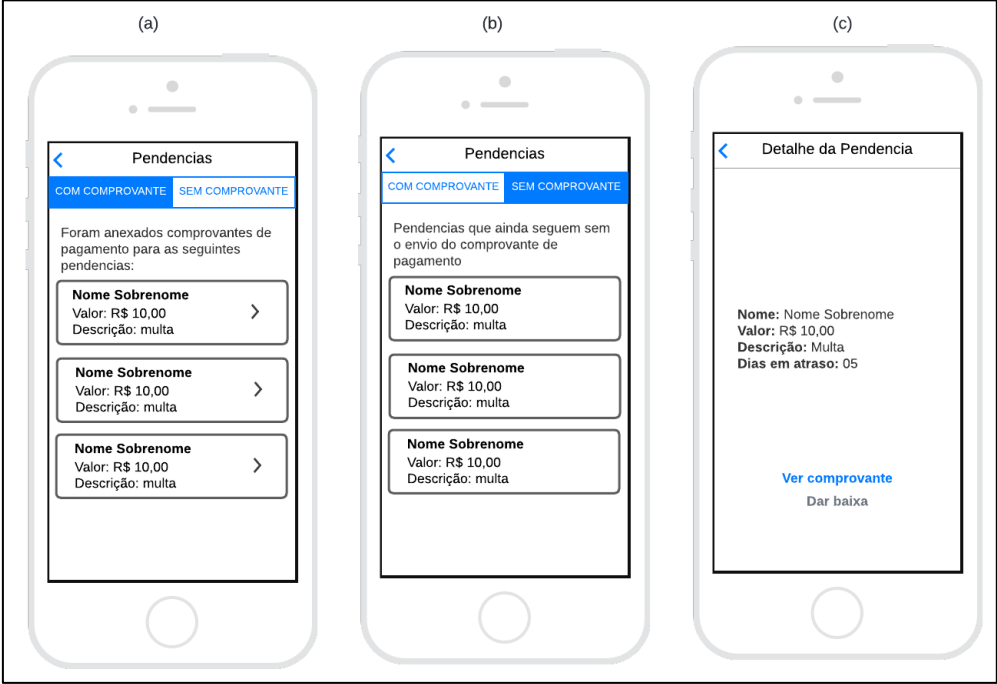 (a)
Pendencias
COM COMPROVANTE SEM COMPROVANTE
Foram anexados comprovantes de
pagamento para as seguintes
pendencias:
Nome Sobrenome
Valor: R$ 10,00
Descrição: multa
Nome Sobrenome
Valor: R$ 10,00
Descrição: multa
Nome Sobrenome
Valor: R$ 10,00
Descrição: multa
(b)
Pendencias
COM COMPROVANTE SEM COMPROVANTE
Pendencias que ainda seguem sem
o envio do comprovante de
pagamento
Nome Sobrenome
Valor: R$ 10,00
Descrição: multa
Nome Sobrenome
Valor: R$ 10,00
Descrição: multa
Nome Sobrenome
Valor: R$ 10,00
Descrição: multa
(c)
Detalhe da Pendencia
Nome: Nome Sobrenome
Valor: R$ 10,00
Descrição: Multa
Dias em atraso: 05
Ver comprovante
Dar baixa